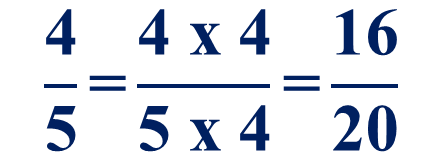 4/5 = 4 x 4/5 x 4 = 16/20